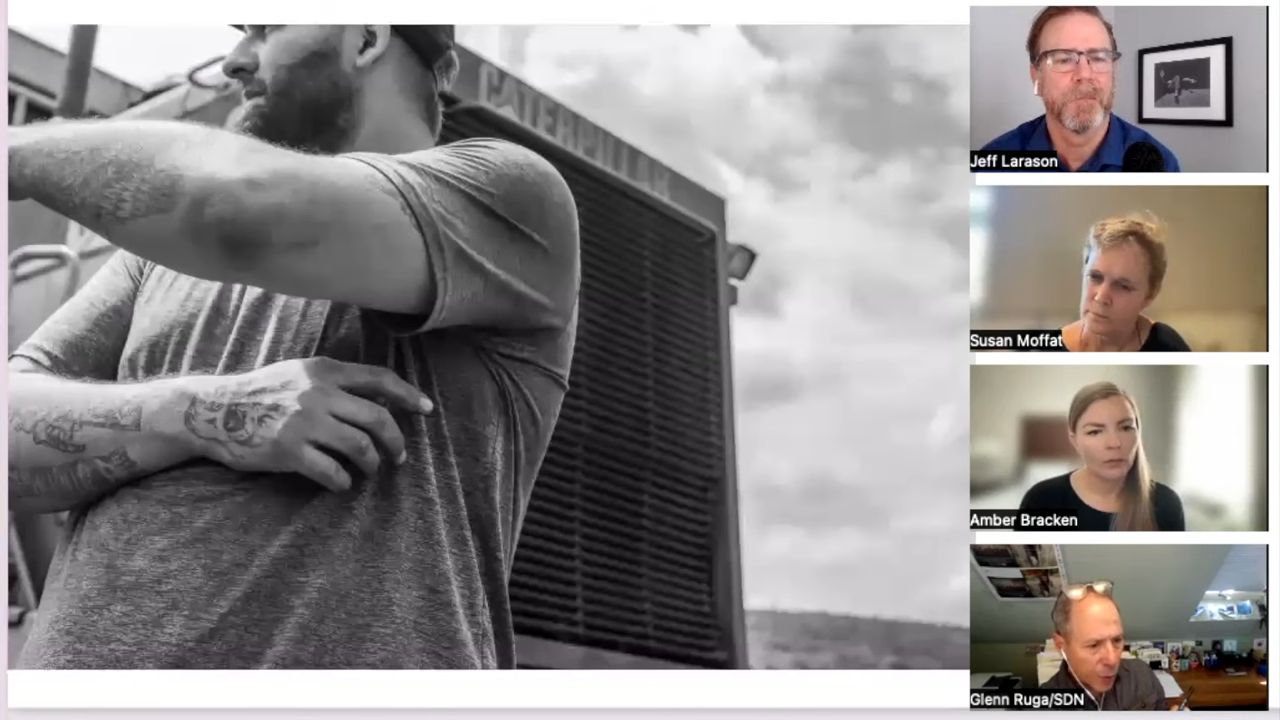 CATERPILLAR
Jeff Larason
Susan Moffat
Amber Bracken
Glenn Ruga/SDN